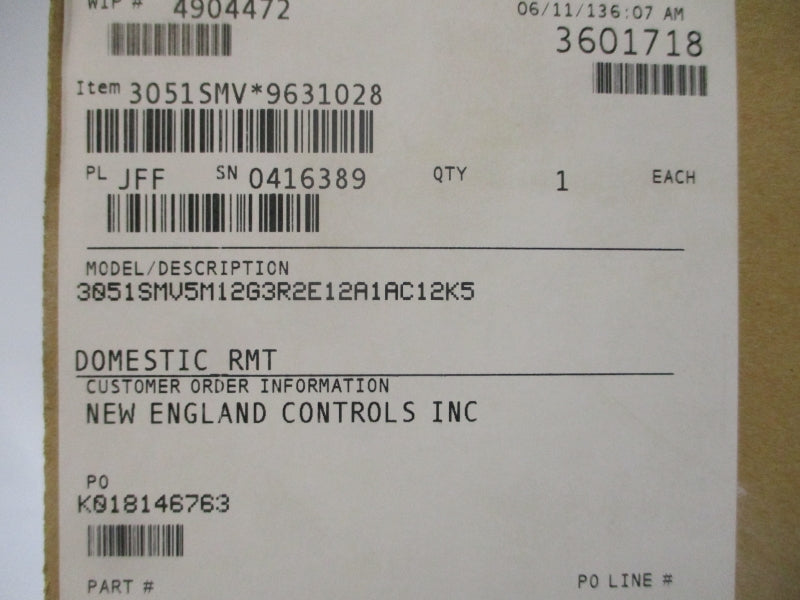 WIP # 4904472 06/11/136:07 AM
3601718
Item 3051SMV*9631028
PL JFF SN 0416389 QTY 1 EACH
MODEL/DESCRIPTION
3051SMV5M12G3R2E12A1AC12K5
DOMESTIC RMT
CUSTOMER ORDER INFORMATION
NEW ENGLAND CONTROLS INC
PO
K018146763
PART # PO LINE #